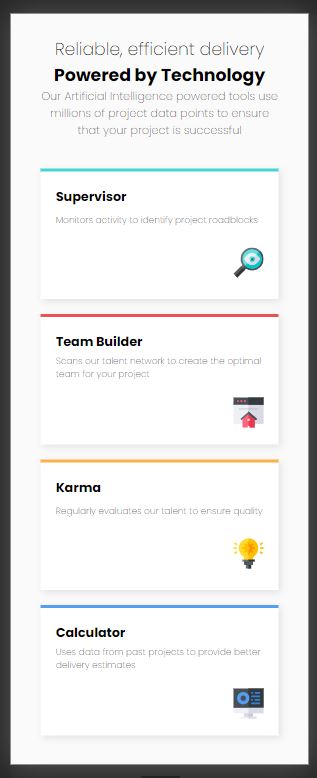 Reliable, efficient delivery
Powered by Technology
Our Artificial Intelligence powered tools use
millions of project data points to ensure
that your project is successful
Supervisor
Monitors activity to identify project roadblocks
Team Builder
Scans our talent network to create the optimal
team for your project
Karma
Regularly evaluates our talent to ensure quality
Calculator
Uses data from past projects to provide better
delivery estimates